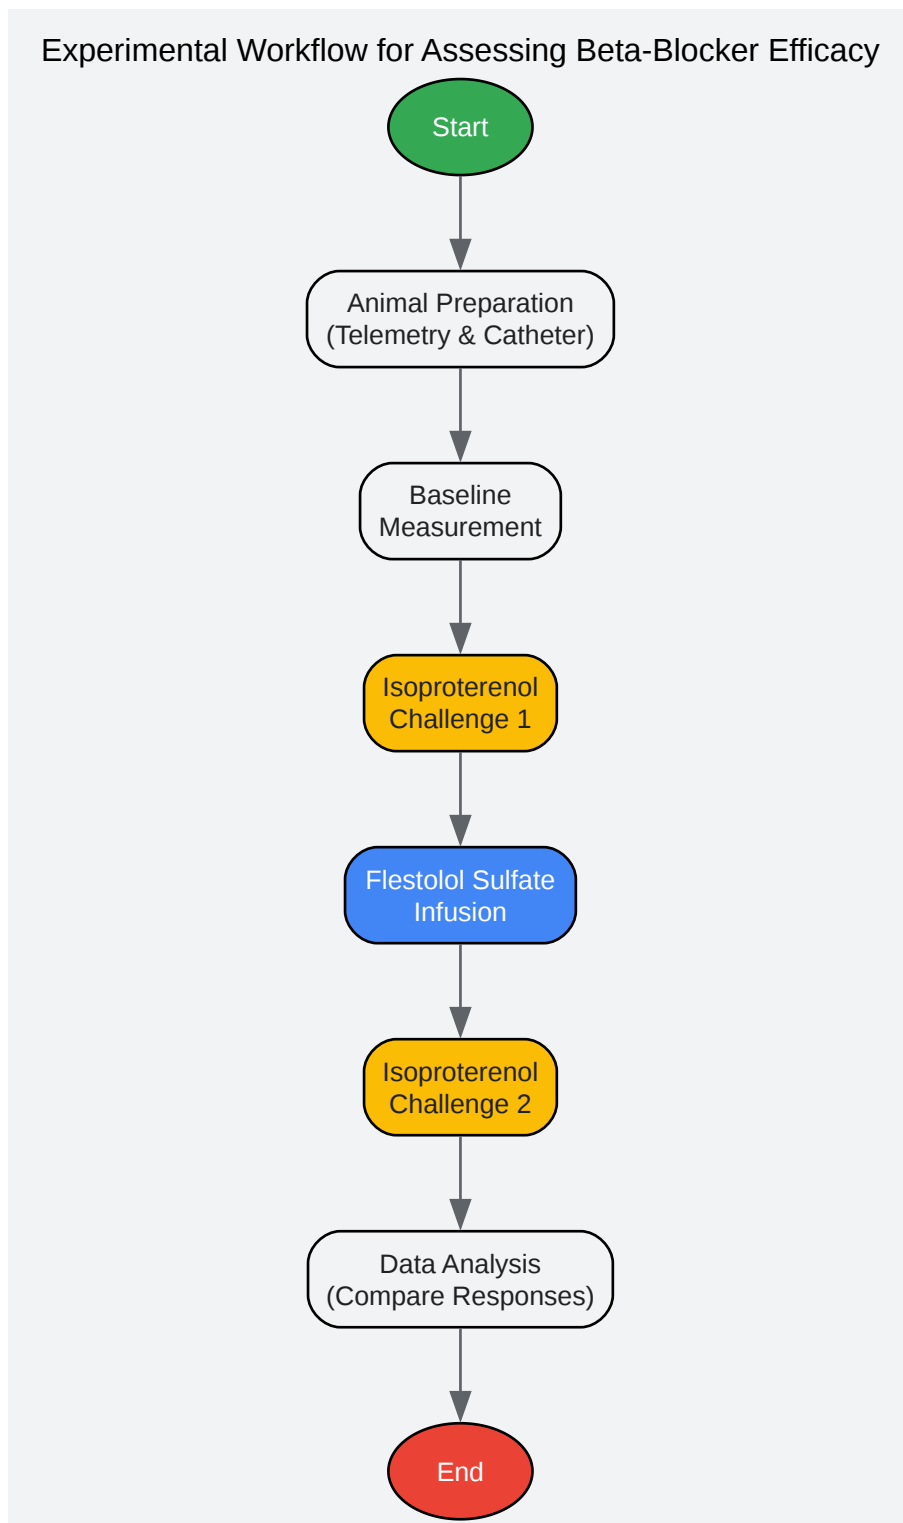 Experimental Workflow for Assessing Beta-Blocker Efficacy
Start
Animal Preparation
(Telemetry & Catheter)
Baseline
Measurement
Isoproterenol
Challenge 1
Flestolol Sulfate
Infusion
Isoproterenol
Challenge 2
Data Analysis
(Compare Responses)
End